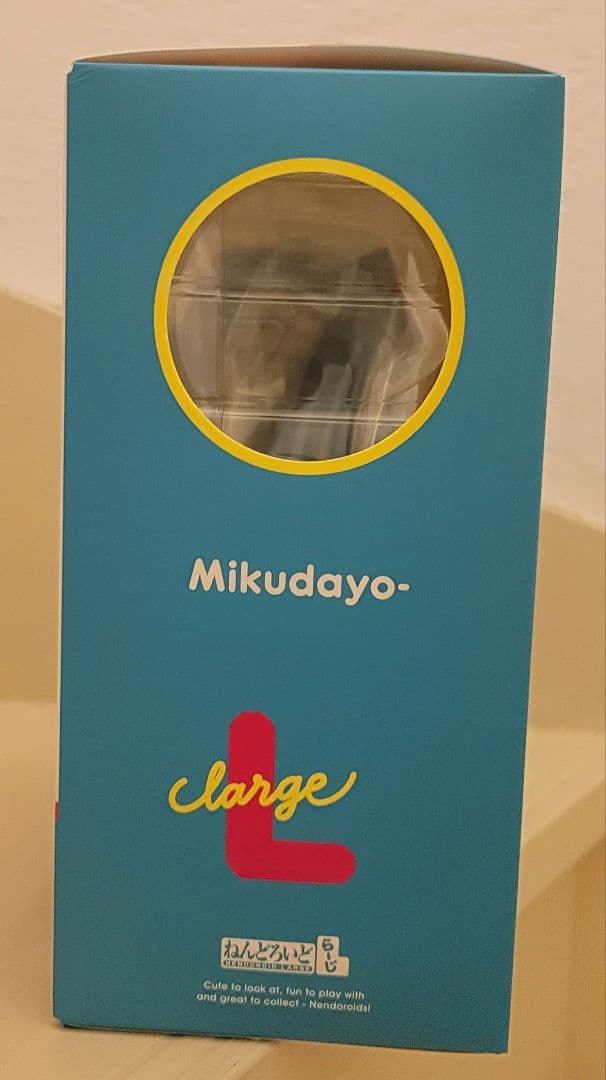 Mikudayo-
L
large
ねんどろいど
らーじ
NENDOROID LARGE
Cute to look at, fun to play with
and great to collect - Nendoroids!